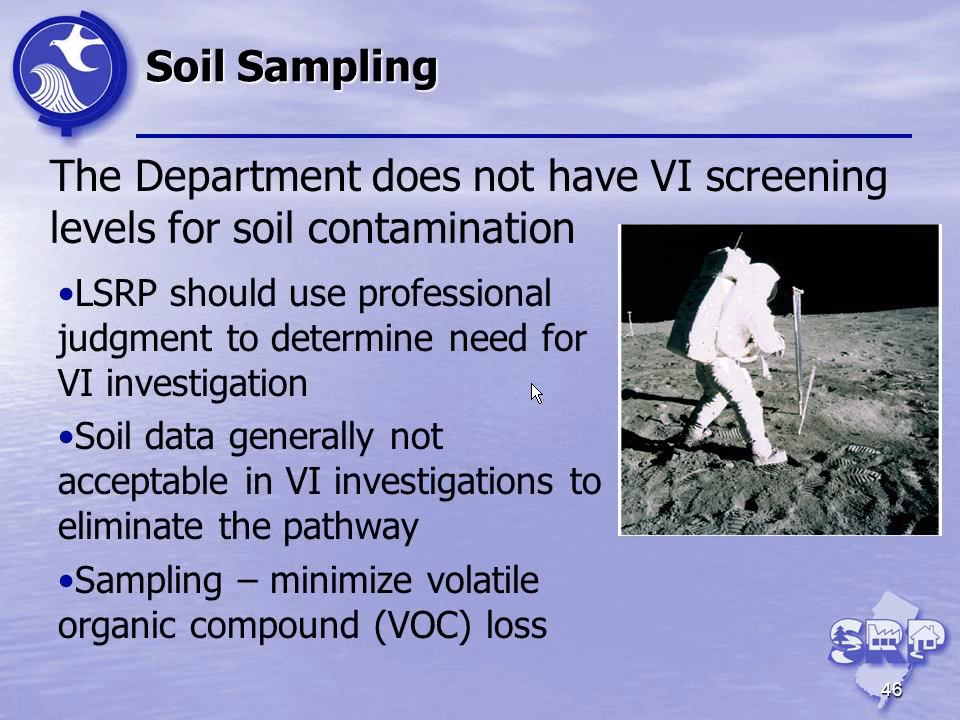 Soil Sampling
The Department does not have VI screening
levels for soil contamination
•LSRP should use professional
judgment to determine need for
VI investigation
•Soil data generally not
acceptable in VI investigations to
eliminate the pathway
•Sampling – minimize volatile
organic compound (VOC) loss
SRP
46